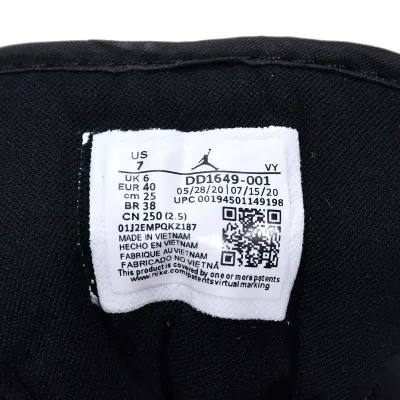 US
7
VY
UK 6
EUR 40
cm 25
BR 38
CN 250 (2.5)
DD1649-001
05/28/20 | 07/15/20
UPC 00194501149198
01J2EMPQKZ187
MADE IN VIETNAM
HECHO EN VIETNAM
FABRIQUE AU VIETNAM
FABRICADO NO VIETNAM
This product is covered by one or more patents
www.nike.com/patents virtual marking